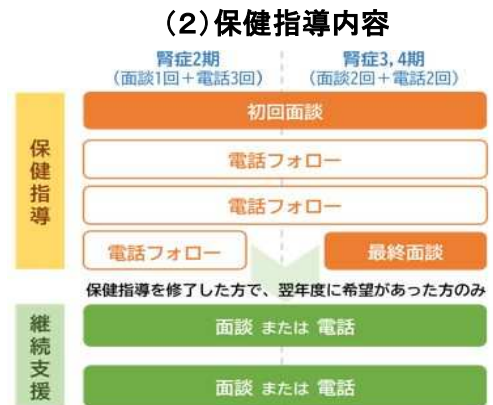 (2)保健指導内容
腎症2期
(面談1回+電話3回)
腎症3,4期
(面談2回+電話2回)
保健指導
初回面談
電話フォロー
電話フォロー
電話フォロー
最終面談
保健指導を修了した方で、翌年度に希望があった方のみ
継続支援
面談 または 電話
面談 または 電話